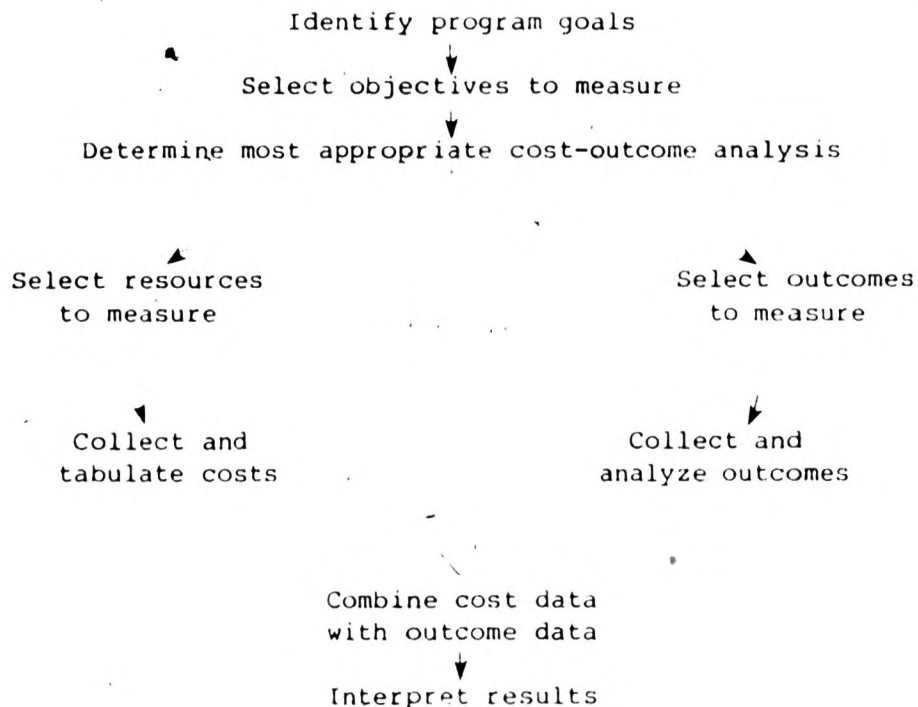 Identify program goals
Select objectives to measure
Determine most appropriate cost-outcome analysis
Select resources
to measure
Select outcomes
to measure
Collect and
tabulate costs
Collect and
analyze outcomes
Combine cost data
with outcome data
Interpret results